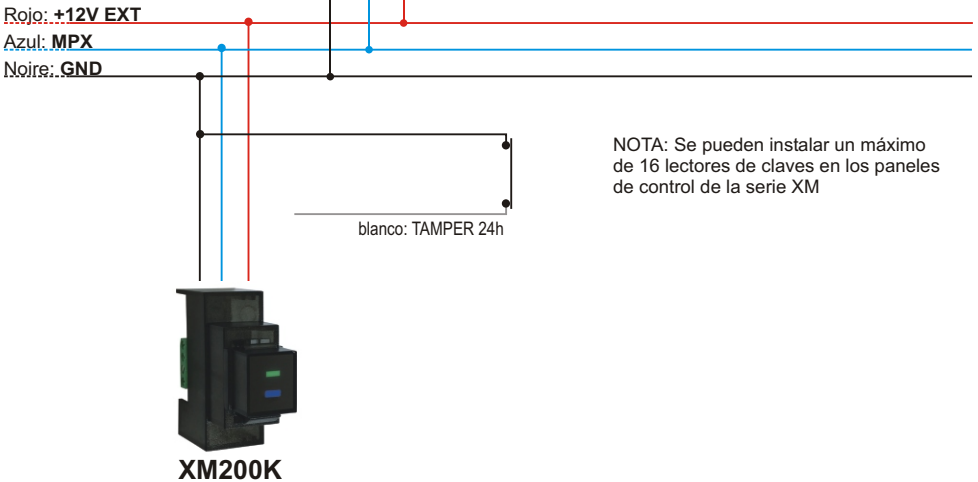 Rojo: +12V EXT
Azul: MPX
Noire: GND
NOTA: Se pueden instalar un máximo
de 16 lectores de claves en los paneles
de control de la serie XM
blanco: TAMPER 24h
XM200K